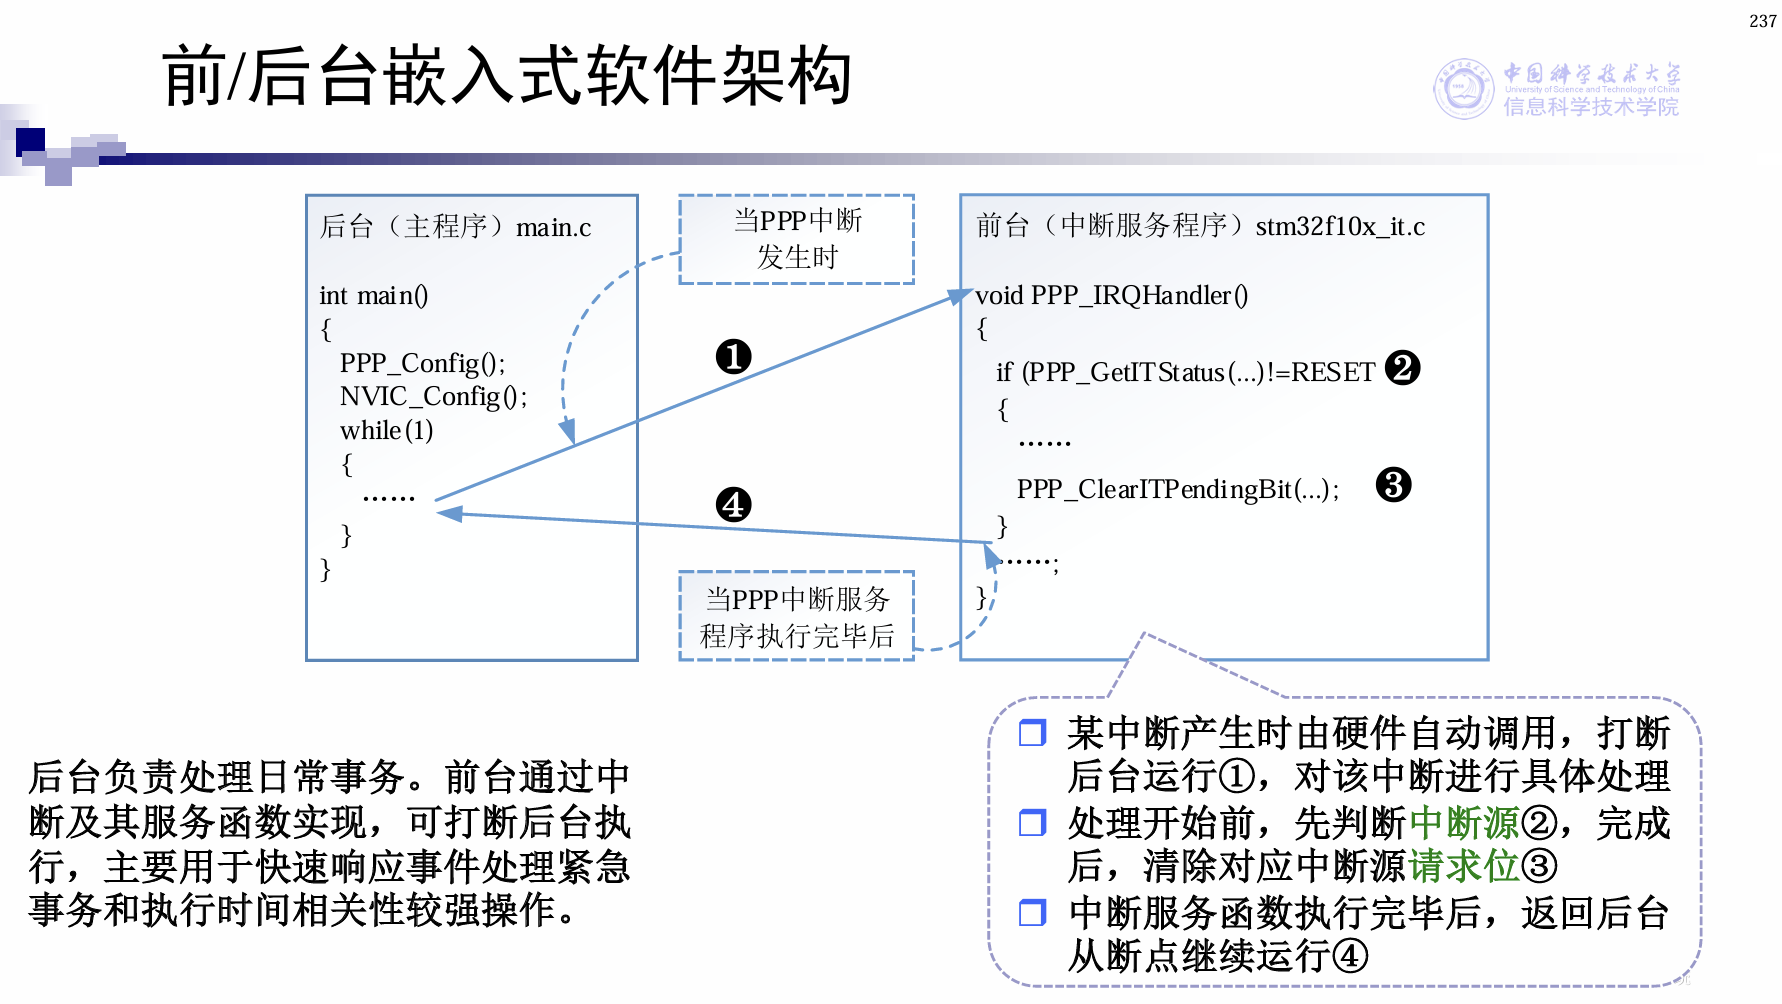 237
前/后台嵌入式软件架构
中国科学技术大学
University of Science and Technology of China
信息科学技术学院
后台（主程序）main.c
int main()
{
PPP_Config();
NVIC_Config();
while(1)
{
……
}
}
当PPP中断
发生时
❶
❹
当PPP中断服务
程序执行完毕后
前台（中断服务程序）stm32f10x_it.c
void PPP_IRQHandler()
{
if (PPP_GetITStatus(...)!=RESET ❷
{
……
PPP_ClearITPendingBit(...); ❸
}
……;
}
后台负责处理日常事务。前台通过中
断及其服务函数实现，可打断后台执
行，主要用于快速响应事件处理紧急
事务和执行时间相关性较强操作。
❒ 某中断产生时由硬件自动调用，打断
后台运行①，对该中断进行具体处理
❒ 处理开始前，先判断中断源②，完成
后，清除对应中断源请求位③
❒ 中断服务函数执行完毕后，返回后台
从断点继续运行④